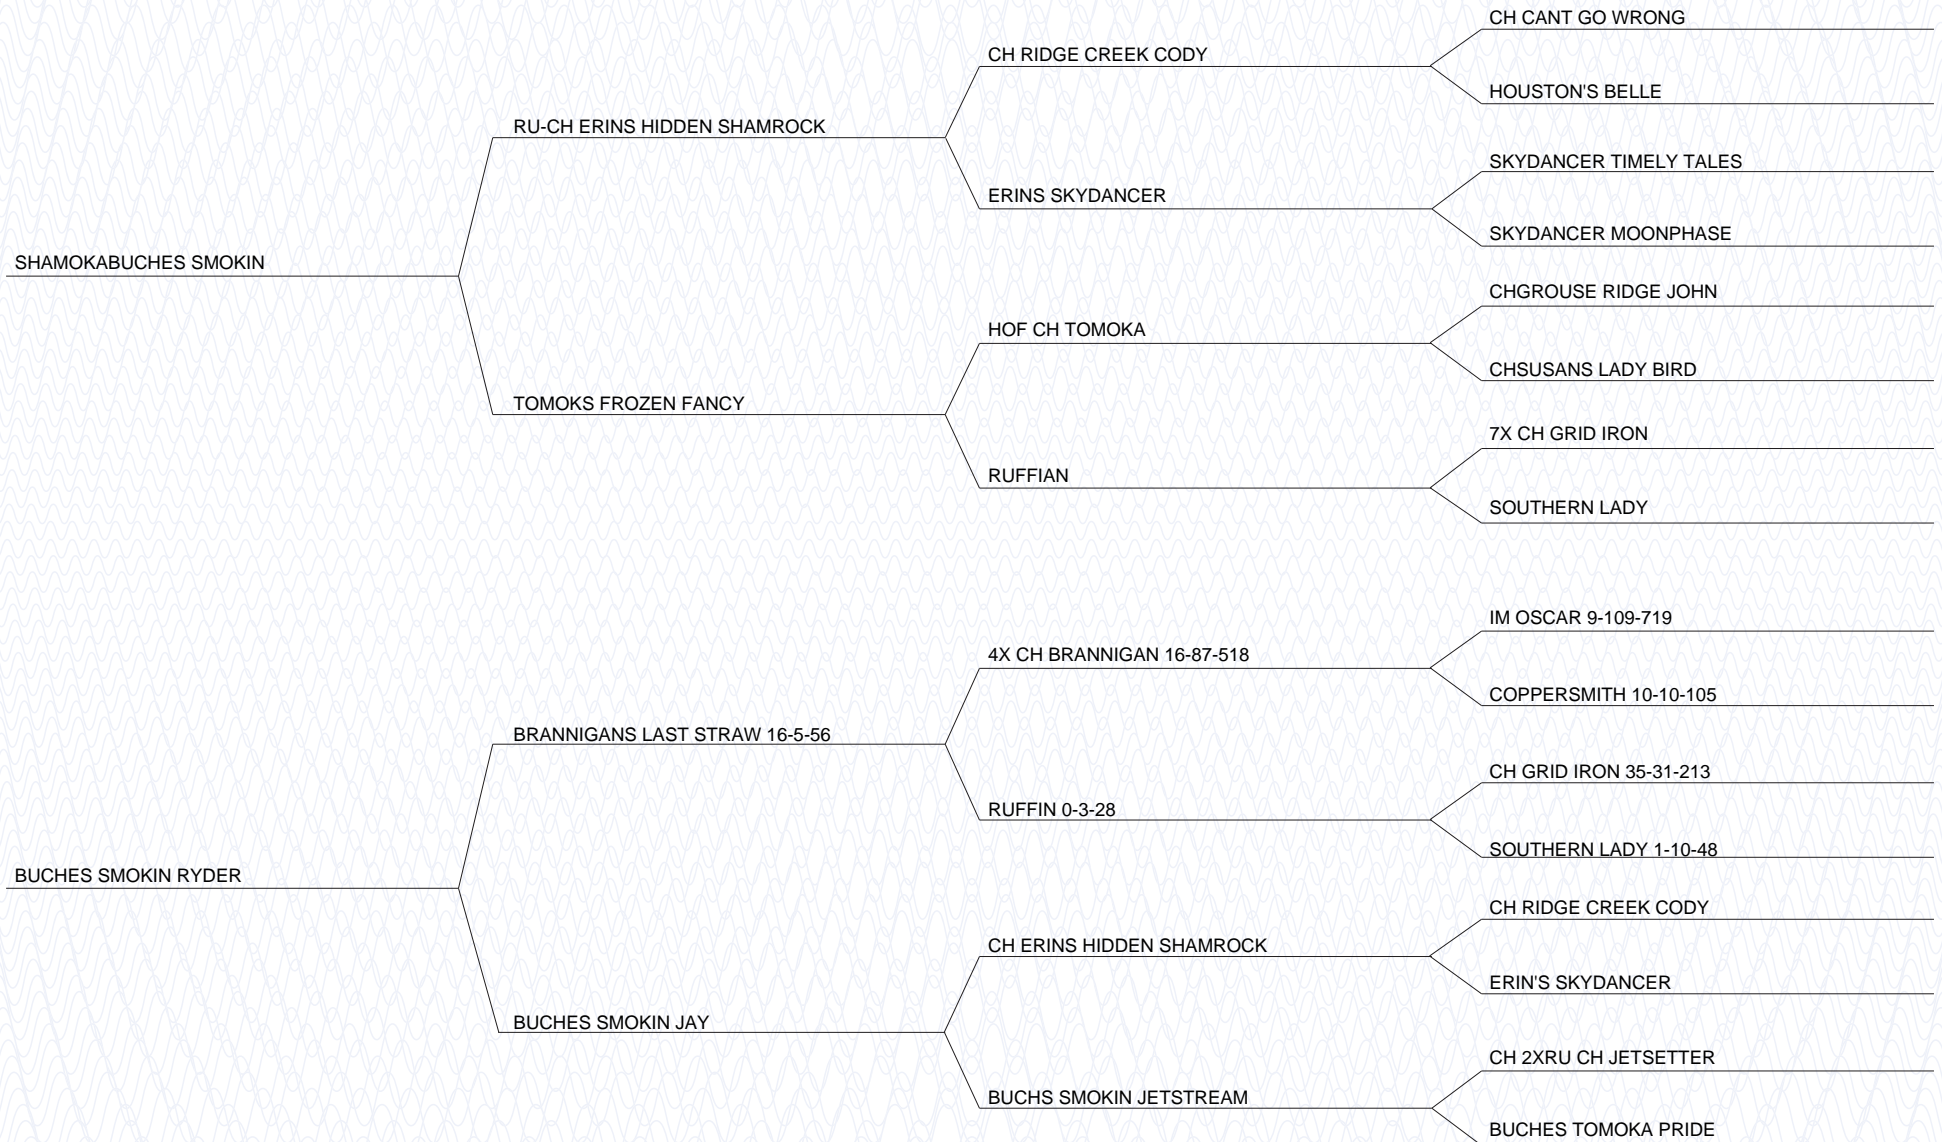 CH CANT GO WRONG
CH RIDGE CREEK CODY
HOUSTON'S BELLE
RU-CH ERINS HIDDEN SHAMROCK
SKYDANCER TIMELY TALES
ERINS SKYDANCER
SKYDANCER MOONPHASE
SHAMOKABUCHES SMOKIN
CHGROUSE RIDGE JOHN
HOF CH TOMOKA
CHSUSANS LADY BIRD
TOMOKS FROZEN FANCY
7X CH GRID IRON
RUFFIAN
SOUTHERN LADY
IM OSCAR 9-109-719
4X CH BRANNIGAN 16-87-518
COPPERSMITH 10-10-105
BRANNIGANS LAST STRAW 16-5-56
CH GRID IRON 35-31-213
RUFFIN 0-3-28
SOUTHERN LADY 1-10-48
BUCHES SMOKIN RYDER
CH RIDGE CREEK CODY
CH ERINS HIDDEN SHAMROCK
ERIN'S SKYDANCER
BUCHES SMOKIN JAY
CH 2XRU CH JETSETTER
BUCHS SMOKIN JETSTREAM
BUCHES TOMOKA PRIDE